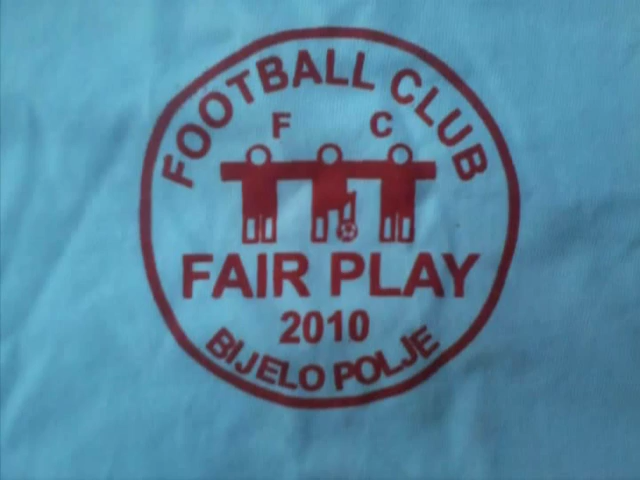 FOOTBALL CLUB
F C
FAIR PLAY
2010
BIJELO POLJE